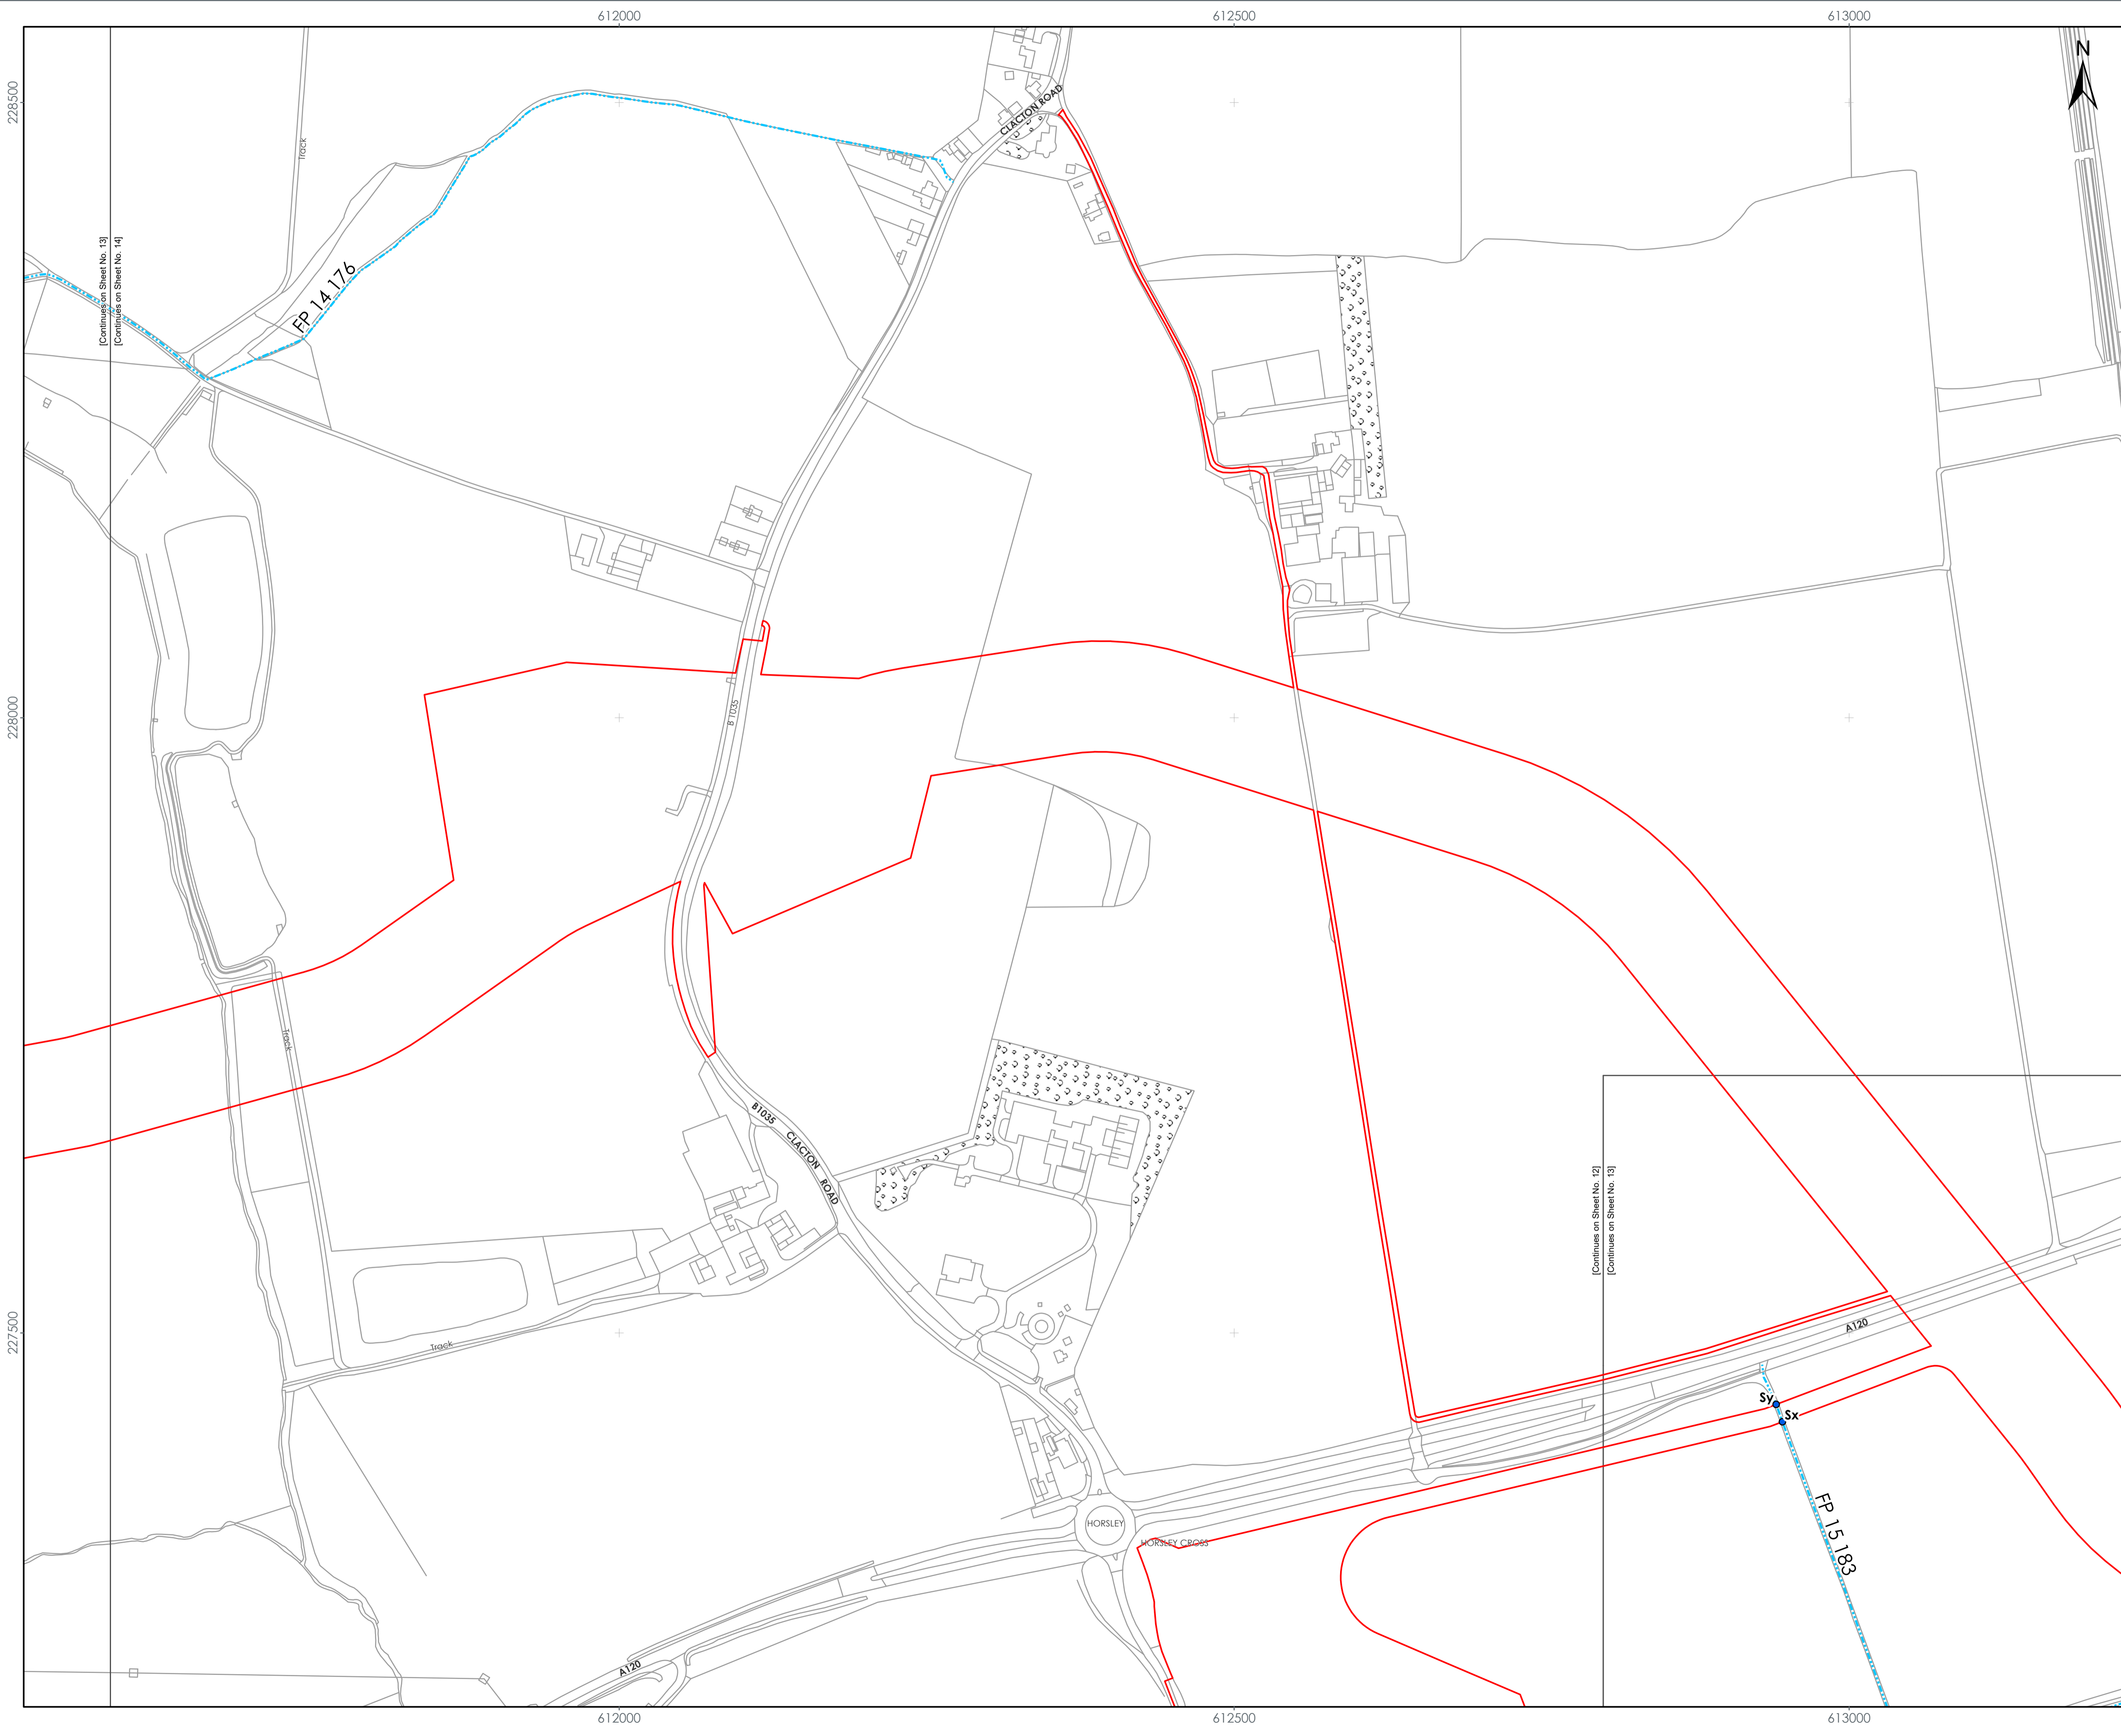 612000
612500
613000
N
228500
CLACTON ROAD
Track
[Continues on Sheet No. 13]
[Continues on Sheet No. 14]
FP 14 176
228000
B 1035
Track
B1035
CLACTON
ROAD
[Continues on Sheet No. 12]
[Continues on Sheet No. 13]
227500
Track
A120
Sy
Sx
FP 15 183
HORSLEY
HORSLEY CROSS
A120
612000
612500
613000